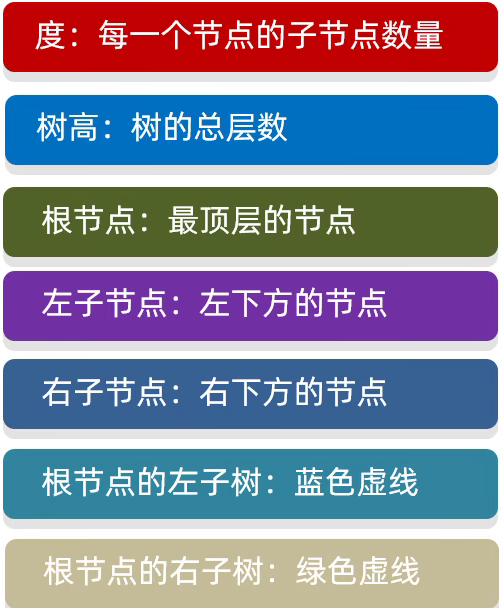 度：每一个节点的子节点数量
树高：树的总层数
根节点：最顶层的节点
左子节点：左下方的节点
右子节点：右下方的节点
根节点的左子树：蓝色虚线
根节点的右子树：绿色虚线